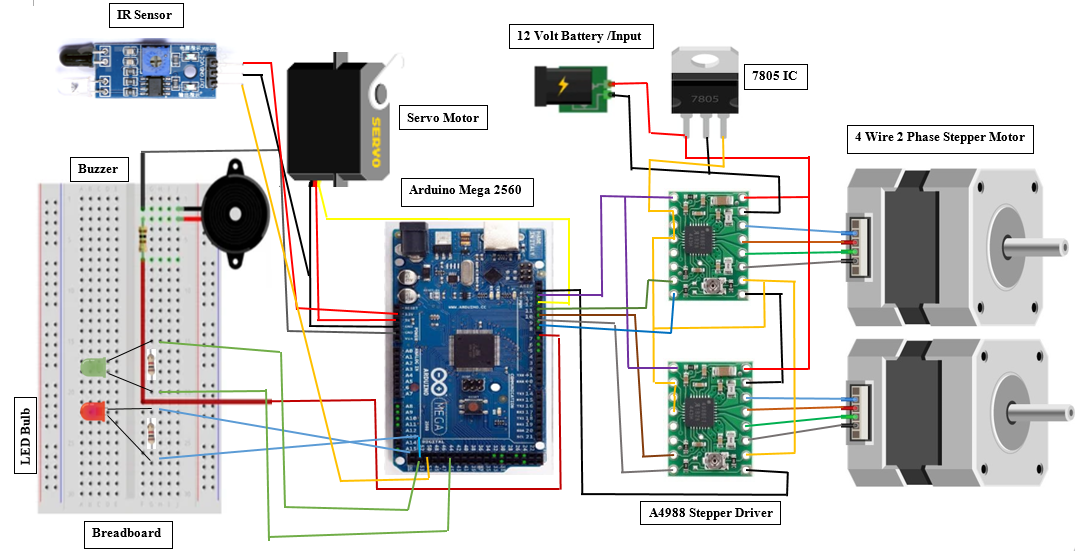 IR Sensor
12 Volt Battery /Input
7805 IC
7805
SERVO
Servo Motor
4 Wire 2 Phase Stepper Motor
Buzzer
Arduino Mega 2560
ARDUINO
MEGA
LED Bulb
Breadboard
A4988 Stepper Driver